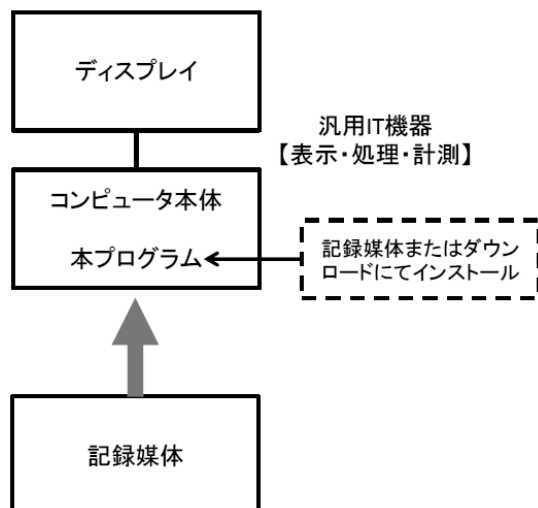 ディスプレイ
汎用IT機器
【表示・処理・計測】
コンピュータ本体
本プログラム
記録媒体またはダウン
ロードにてインストール
記録媒体